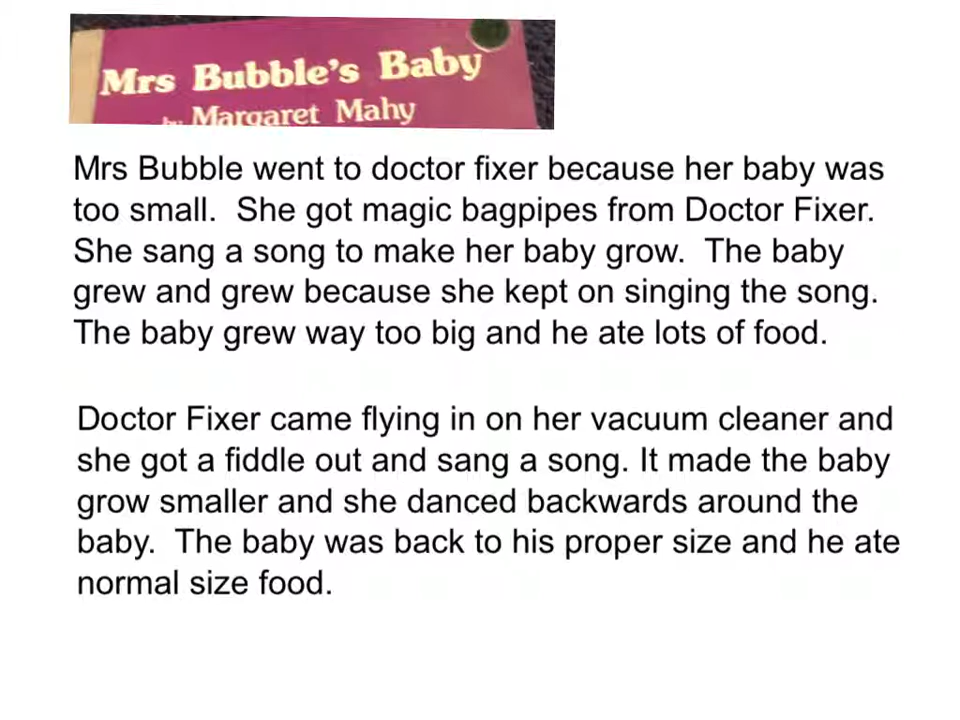 Mrs Bubble's Baby
by Margaret Mahy
Mrs Bubble went to doctor fixer because her baby was
too small.  She got magic bagpipes from Doctor Fixer.
She sang a song to make her baby grow.  The baby
grew and grew because she kept on singing the song.
The baby grew way too big and he ate lots of food.
Doctor Fixer came flying in on her vacuum cleaner and
she got a fiddle out and sang a song. It made the baby
grow smaller and she danced backwards around the
baby.  The baby was back to his proper size and he ate
normal size food.